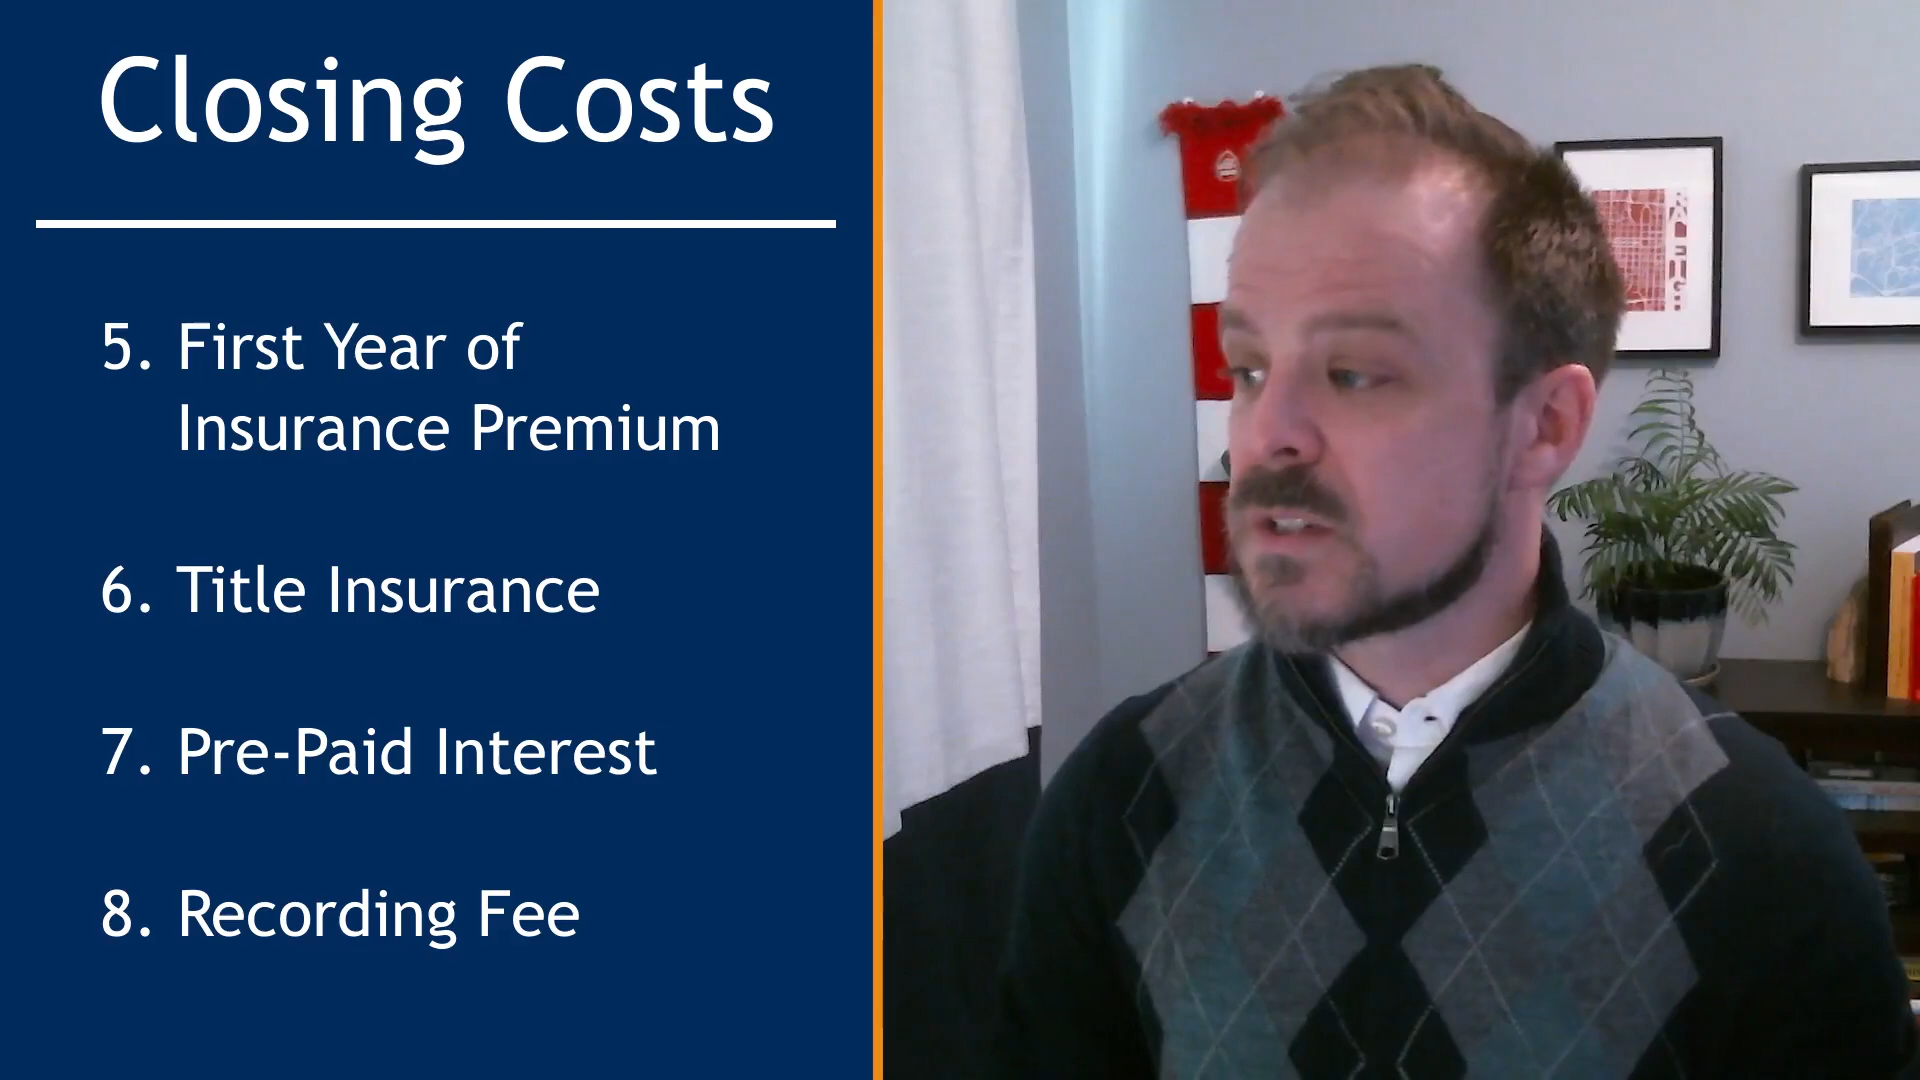 Closing Costs
5. First Year of
Insurance Premium
6. Title Insurance
7. Pre-Paid Interest
8. Recording Fee